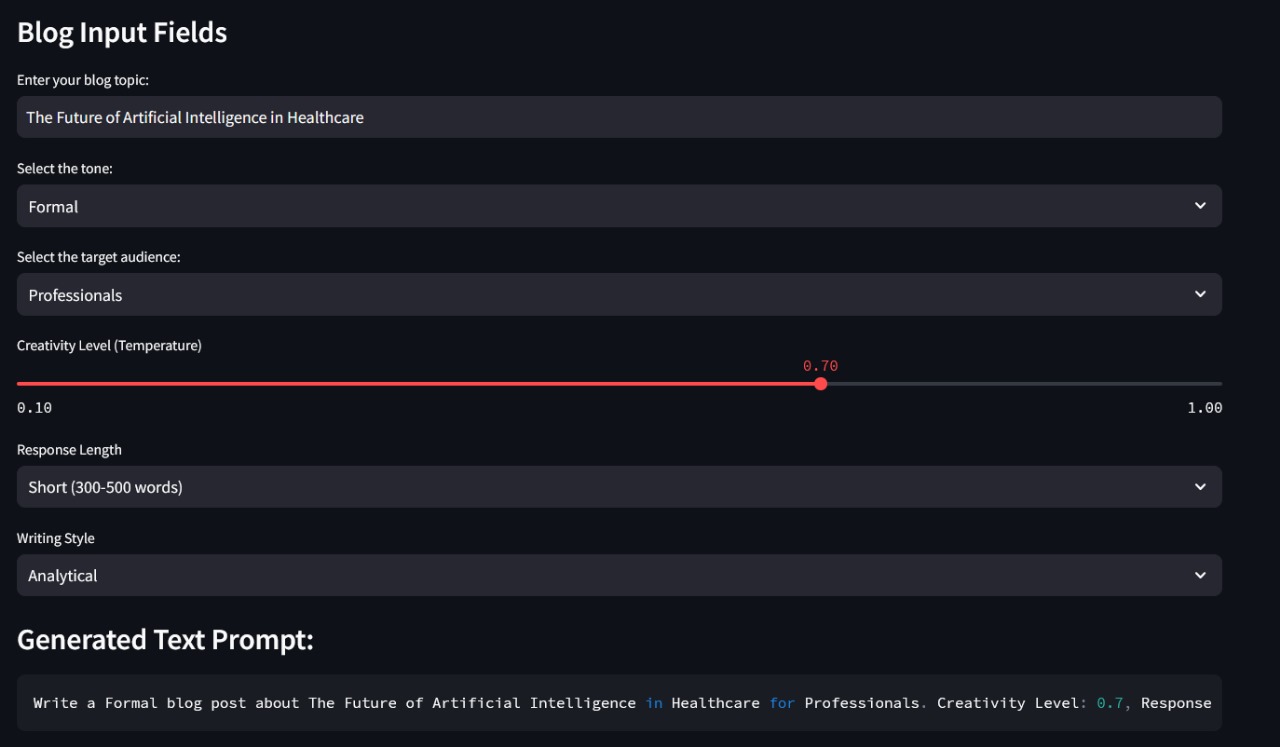 Blog Input Fields
Enter your blog topic:
The Future of Artificial Intelligence in Healthcare
Select the tone:
Formal
Select the target audience:
Professionals
Creativity Level (Temperature)
0.70
0.10 1.00
Response Length
Short (300-500 words)
Writing Style
Analytical
Generated Text Prompt:
Write a Formal blog post about The Future of Artificial Intelligence in Healthcare for Professionals. Creativity Level: 0.7, Response